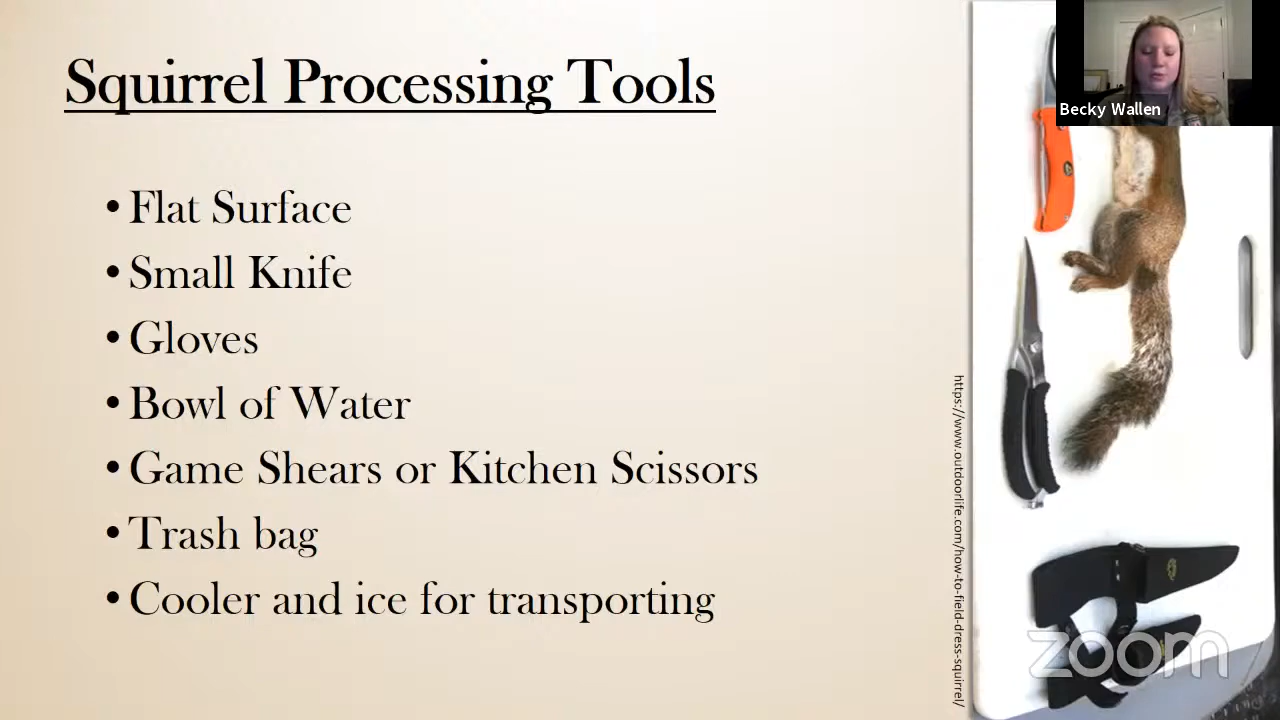 Squirrel Processing Tools
• Flat Surface
• Small Knife
• Gloves
• Bowl of Water
• Game Shears or Kitchen Scissors
• Trash bag
• Cooler and ice for transporting
https://www.outdoorlife.com/how-to-field-dress-squirrel/
Becky Wallen
zoom